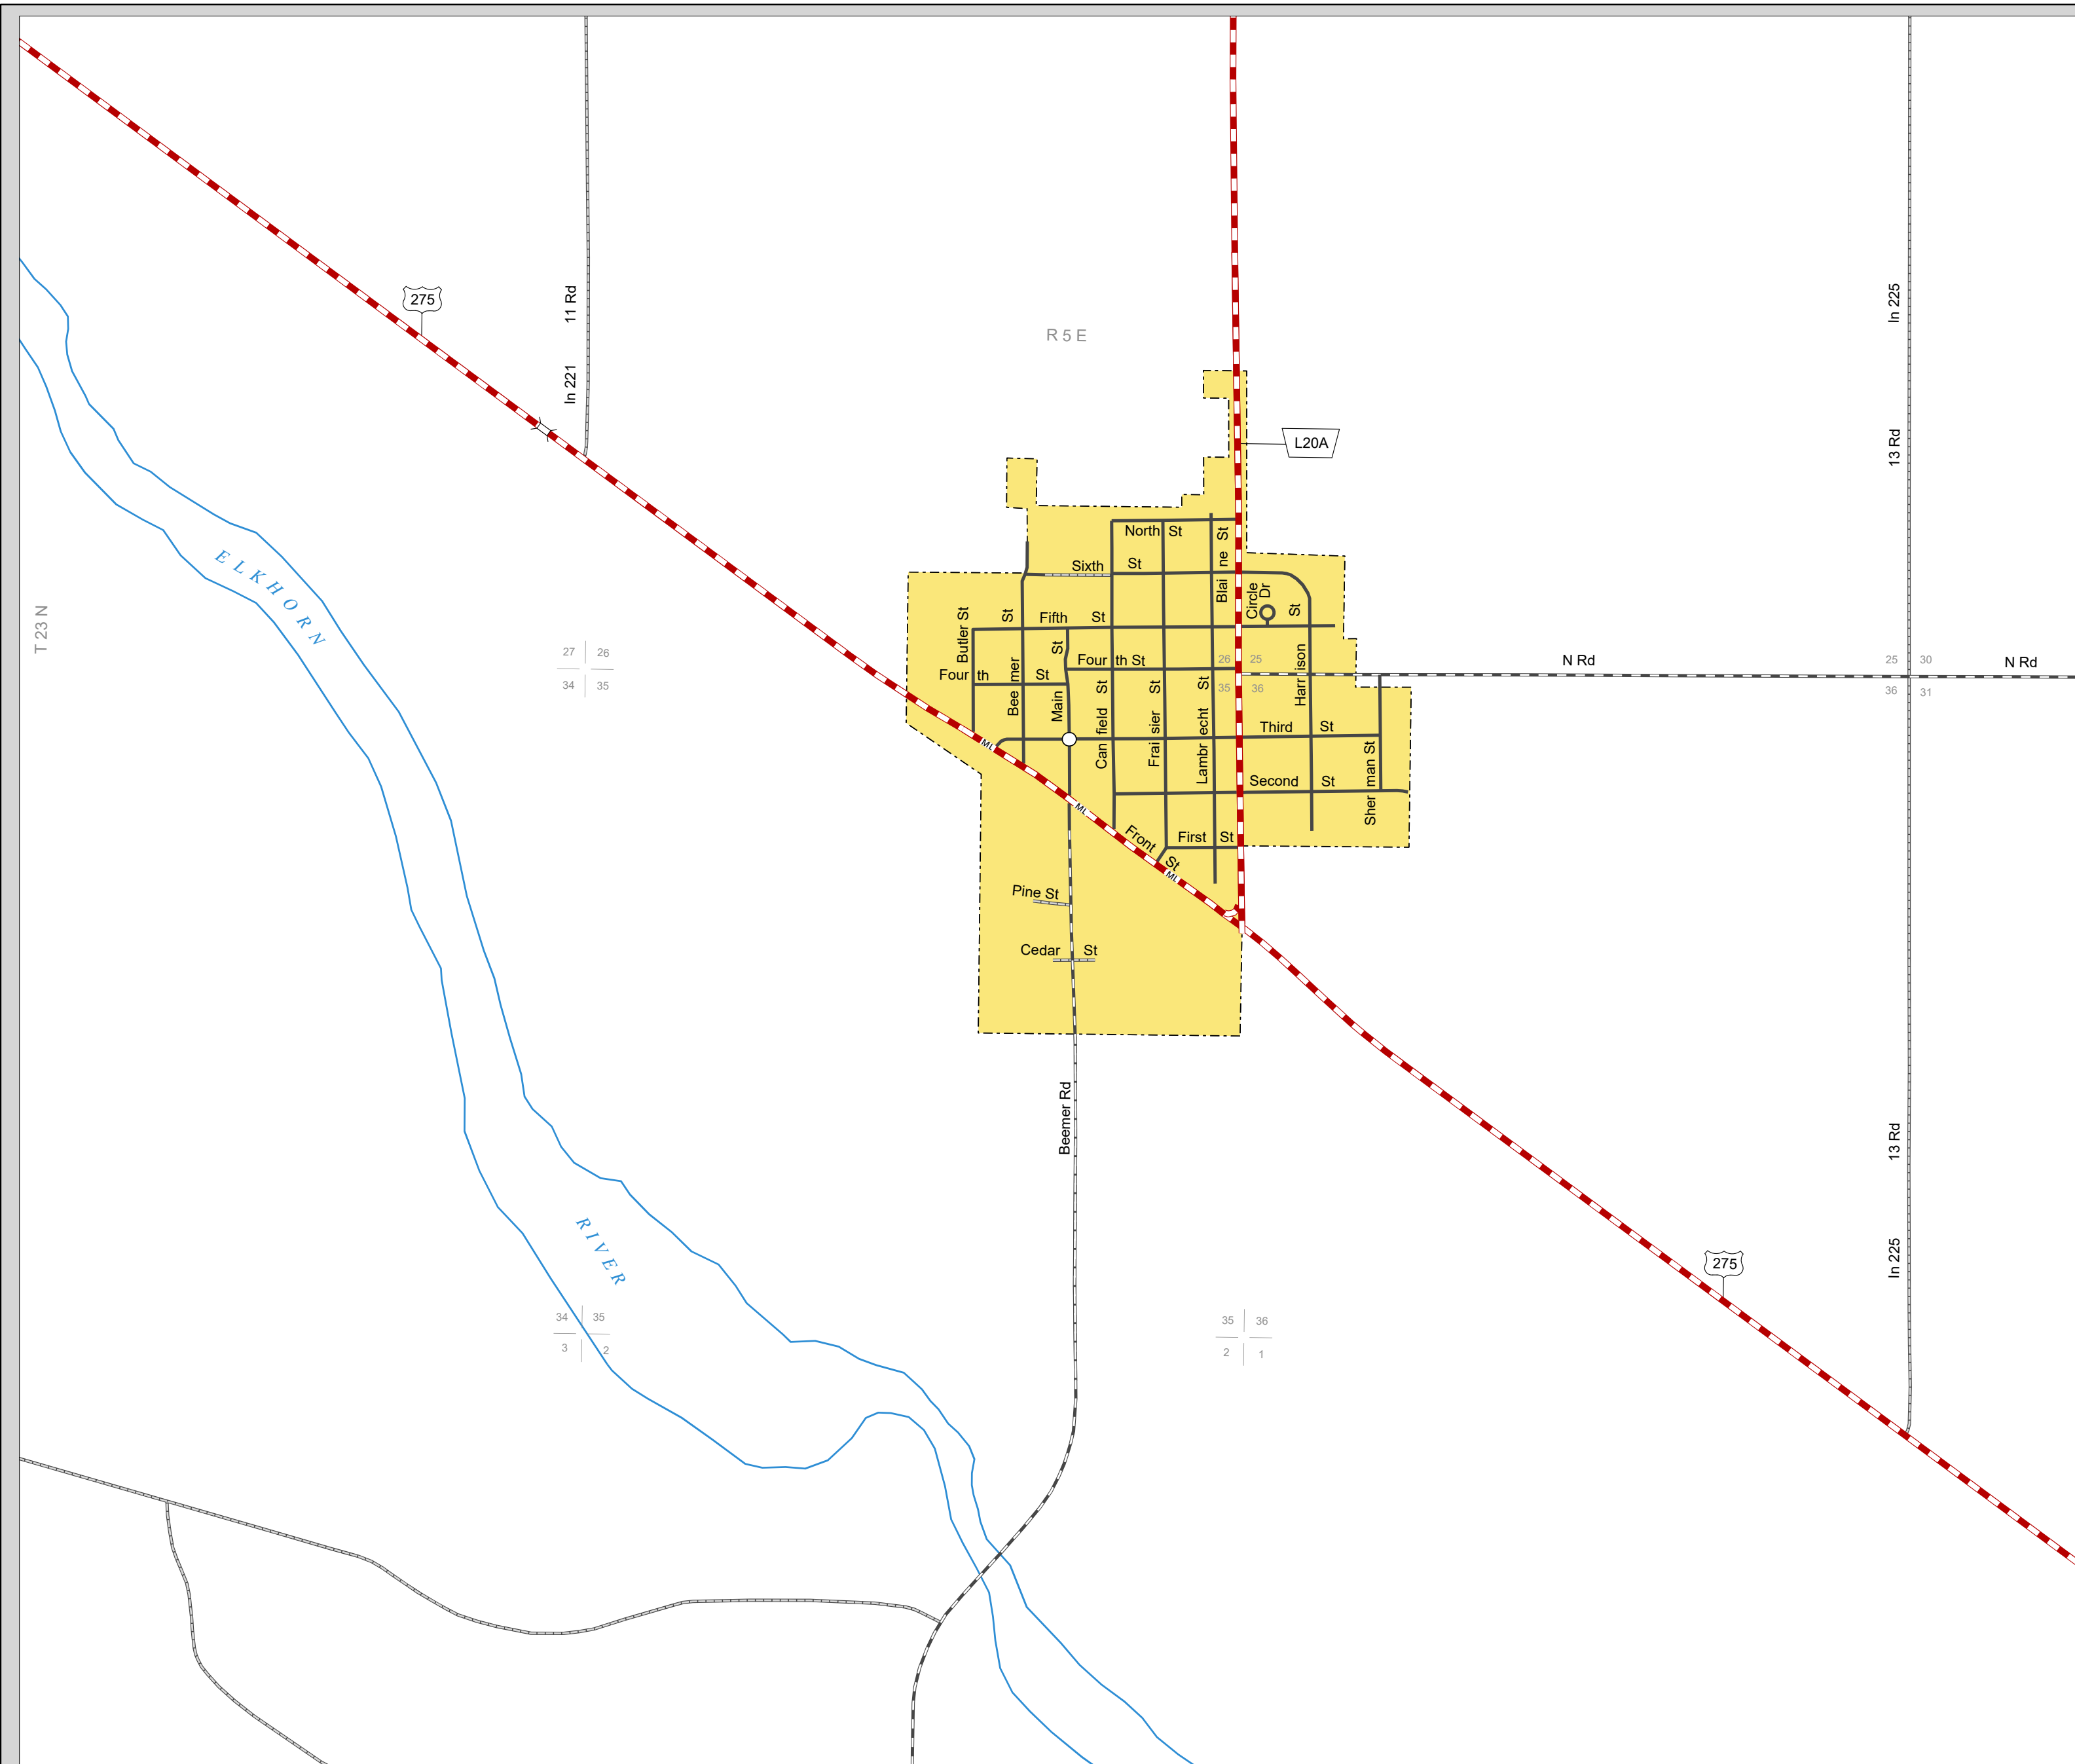 275
11 Rd
In 221
R 5 E
In 225
13 Rd
L20A
North St
Sixth St
Blaine St
Circle Dr
ELKHORN
T 23 N
Butler St
Fifth St
Beemer St
Main St
Fourth St
Fourth St
27 26
34 35
26 25
35 36
N Rd
25 30
36 31
N Rd
Canfield St
Fraisier St
Lambrecht St
Harrison St
Third St
ML
Second St
Sherman St
ML
Front St
First St
ML
Pine St
Cedar St
Beemer Rd
13 Rd
In 225
RIVER
275
34 35
3 2
35 36
2 1